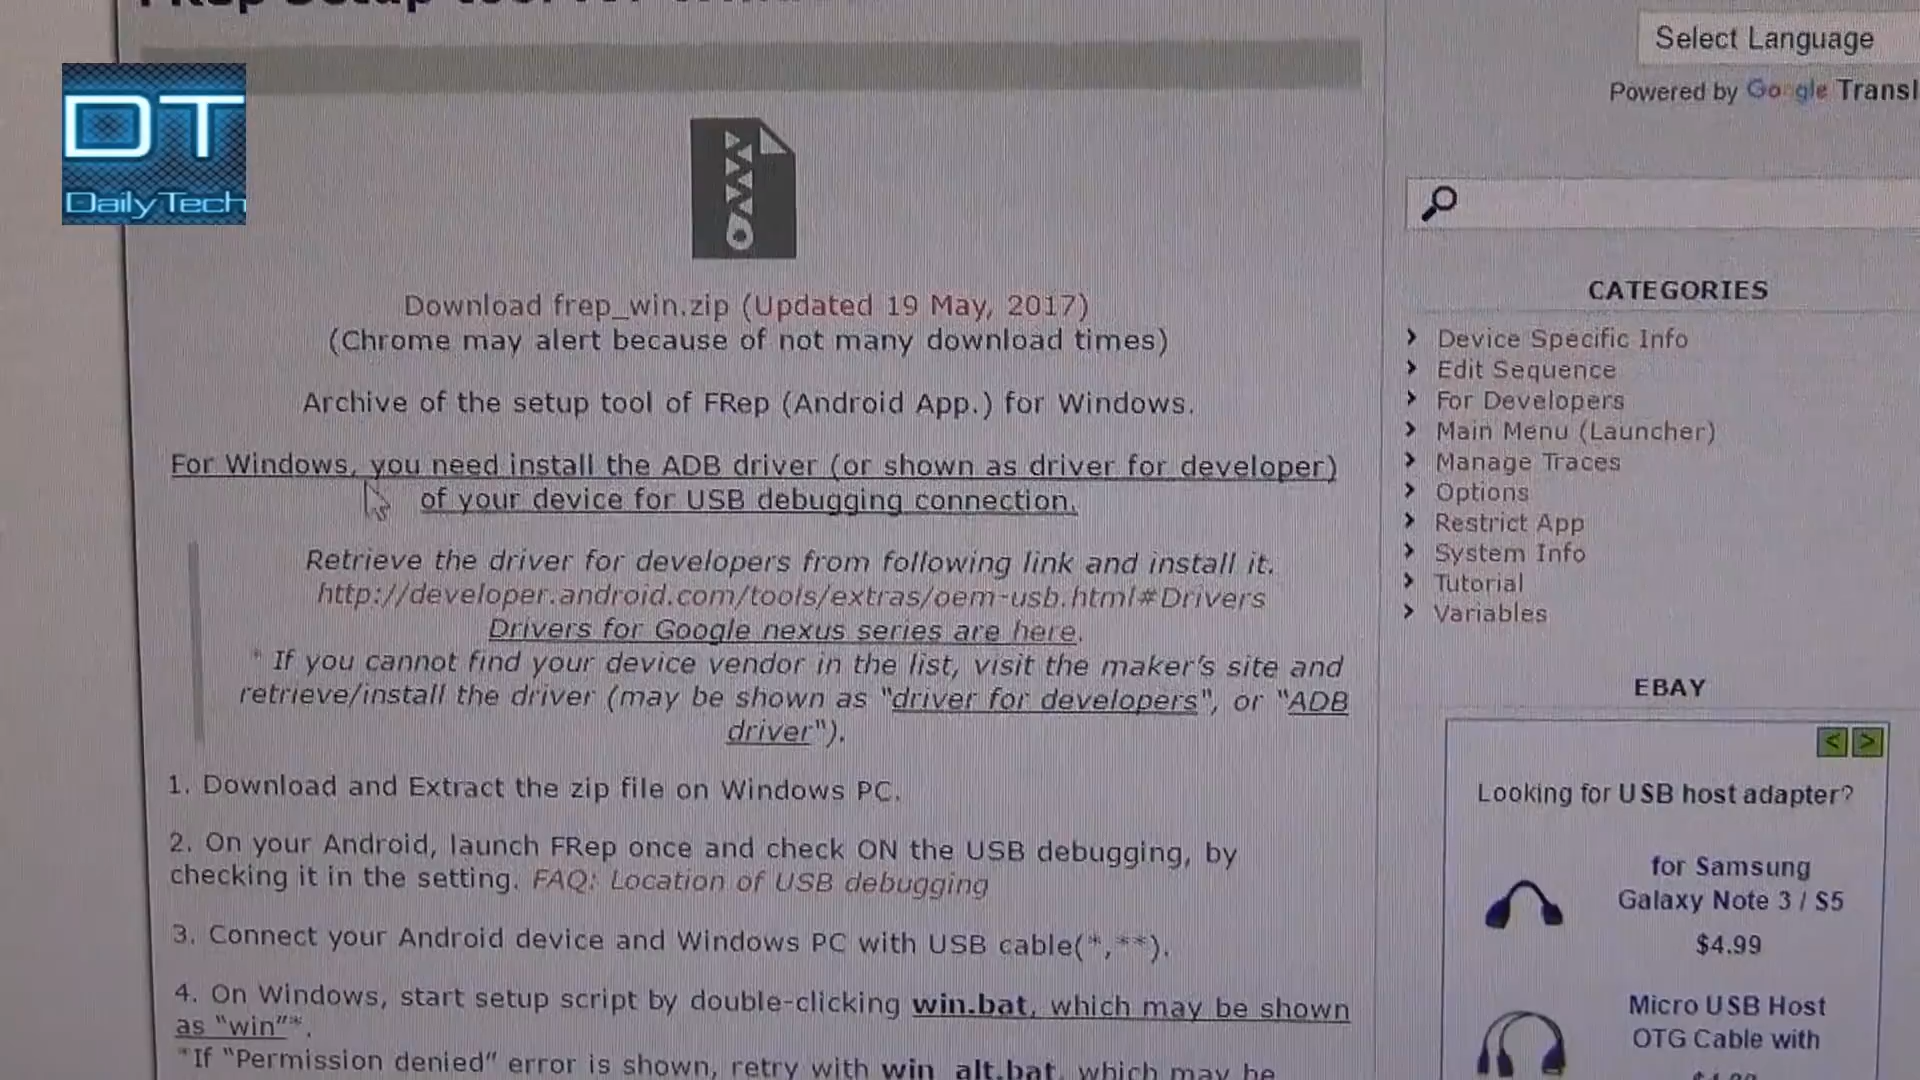 FRep Setup tool for
Select Language
Powered by Google Transl
DT
DailyTech
Download frep_win.zip (Updated 19 May, 2017)
(Chrome may alert because of not many download times)
Archive of the setup tool of FRep (Android App.) for Windows.
For Windows, you need install the ADB driver (or shown as driver for developer)
of your device for USB debugging connection.
Retrieve the driver for developers from following link and install it.
http://developer.android.com/tools/extras/oem-usb.html#Drivers
Drivers for Google nexus series are here.
* If you cannot find your device vendor in the list, visit the maker's site and
retrieve/install the driver (may be shown as "driver for developers", or "ADB
driver").
1. Download and Extract the zip file on Windows PC.
2. On your Android, launch FRep once and check ON the USB debugging, by
checking it in the setting. FAQ: Location of USB debugging
3. Connect your Android device and Windows PC with USB cable(*,**).
4. On Windows, start setup script by double-clicking win.bat, which may be shown
as "win"*.
*If "Permission denied" error is shown, retry with win_alt.bat, which may be
CATEGORIES
Device Specific Info
Edit Sequence
For Developers
Main Menu (Launcher)
Manage Traces
Options
Restrict App
System Info
Tutorial
Variables
EBAY
< >
Looking for USB host adapter?
for Samsung
Galaxy Note 3 / S5
$4.99
Micro USB Host
OTG Cable with